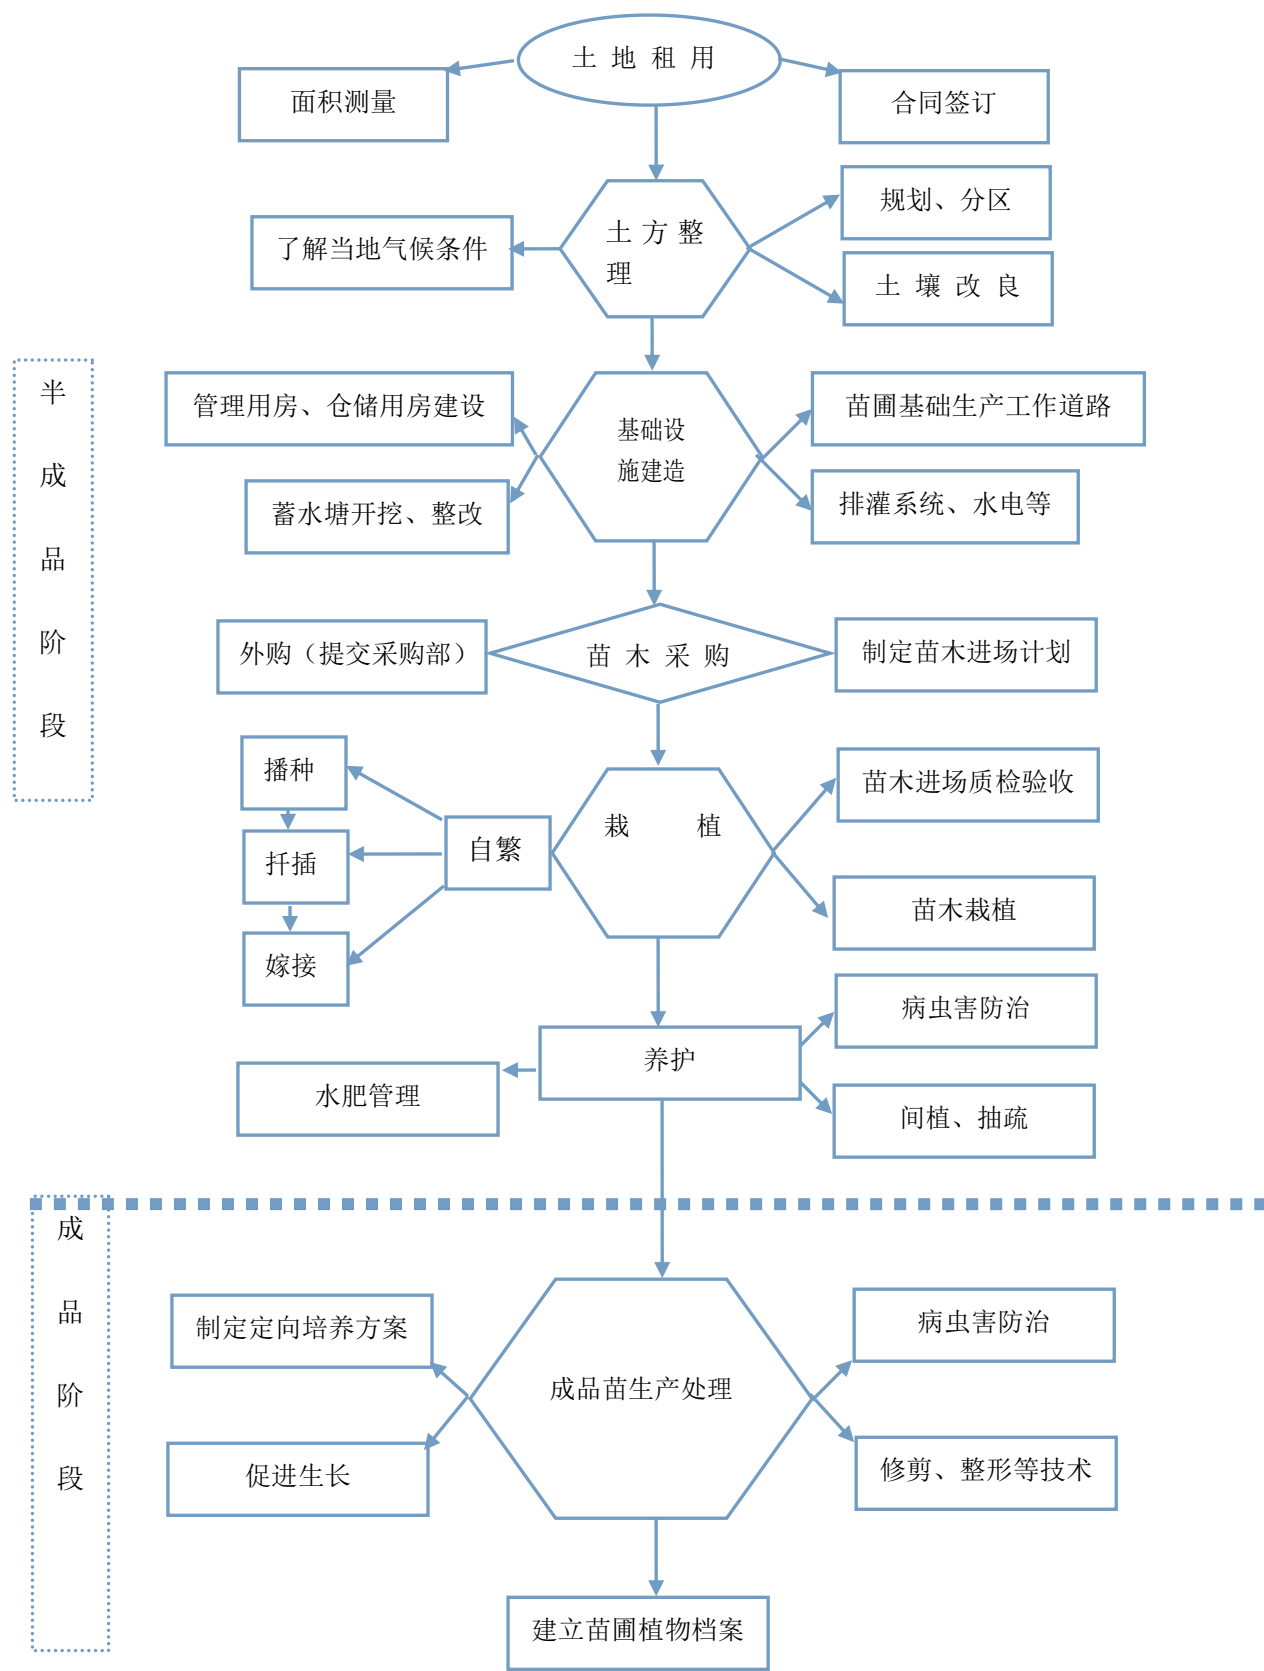 土 地 租 用
面积测量
合同签订
规划、分区
土 方 整
理
了解当地气候条件
土 壤 改 良
半
成
品
阶
段
管理用房、仓储用房建设
基础设
施建造
苗圃基础生产工作道路
蓄水塘开挖、整改
排灌系统、水电等
外购（提交采购部）
苗 木 采 购
制定苗木进场计划
播种
苗木进场质检验收
栽 植
自繁
扦插
苗木栽植
嫁接
病虫害防治
养护
水肥管理
间植、抽疏
成
品
阶
段
制定定向培养方案
病虫害防治
成品苗生产处理
促进生长
修剪、整形等技术
建立苗圃植物档案